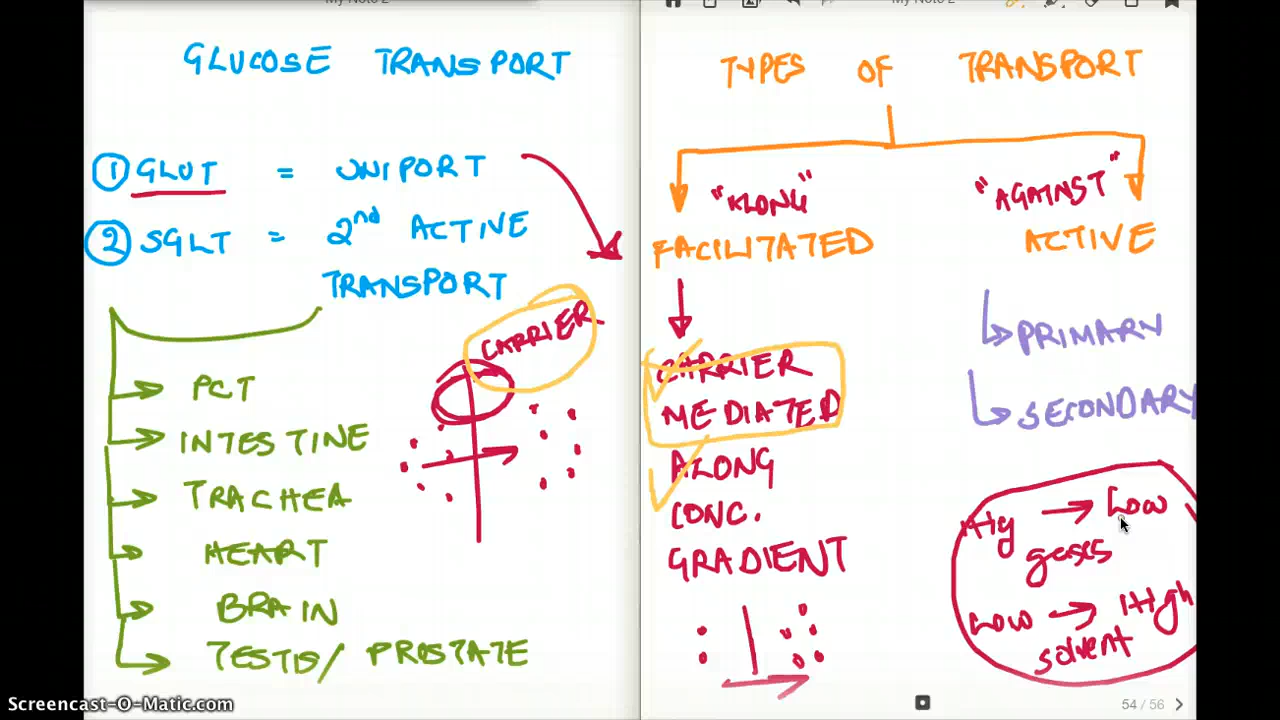 My Note 2
GLUCOSE TRANSPORT
① GLUT = UNIPORT
② SGLT = 2nd ACTIVE
TRANSPORT
CARRIER
PCT
INTESTINE
TRACHEA
HEART
BRAIN
TESTIS/ PROSTATE
My Note 2
TYPES OF TRANSPORT
"ALONG"
"AGAINST"
FACILITATED
ACTIVE
PRIMARY
SECONDARY
CARRIER
MEDIATED
ALONG
CONC.
GRADIENT
→ Low
gases
Low → High
solvent
54 / 56
Screencast-O-Matic.com